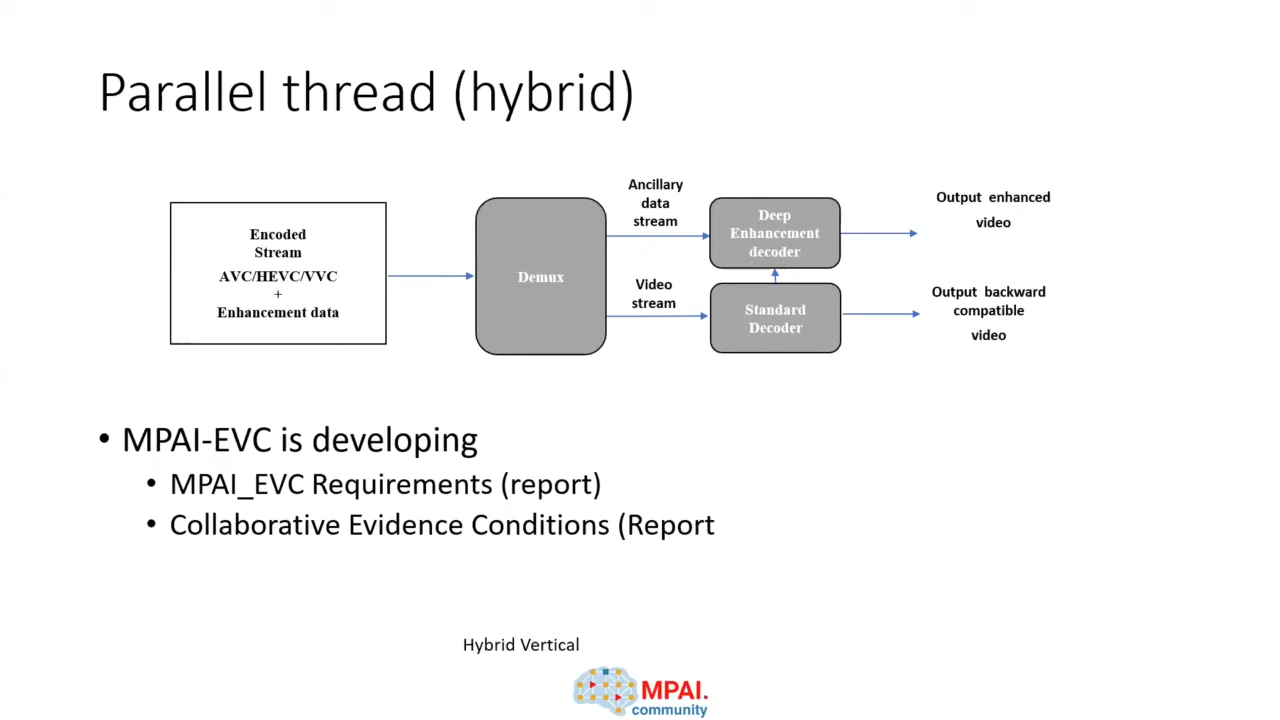 Parallel thread (hybrid)
Encoded
Stream
AVC/HEVC/VVC
+
Enhancement data
Demux
Ancillary
data
stream
Video
stream
Deep
Enhancement
decoder
Standard
Decoder
Output enhanced
video
Output backward
compatible
video
• MPAI-EVC is developing
• MPAI_EVC Requirements (report)
• Collaborative Evidence Conditions (Report
Hybrid Vertical
MPAI.
community